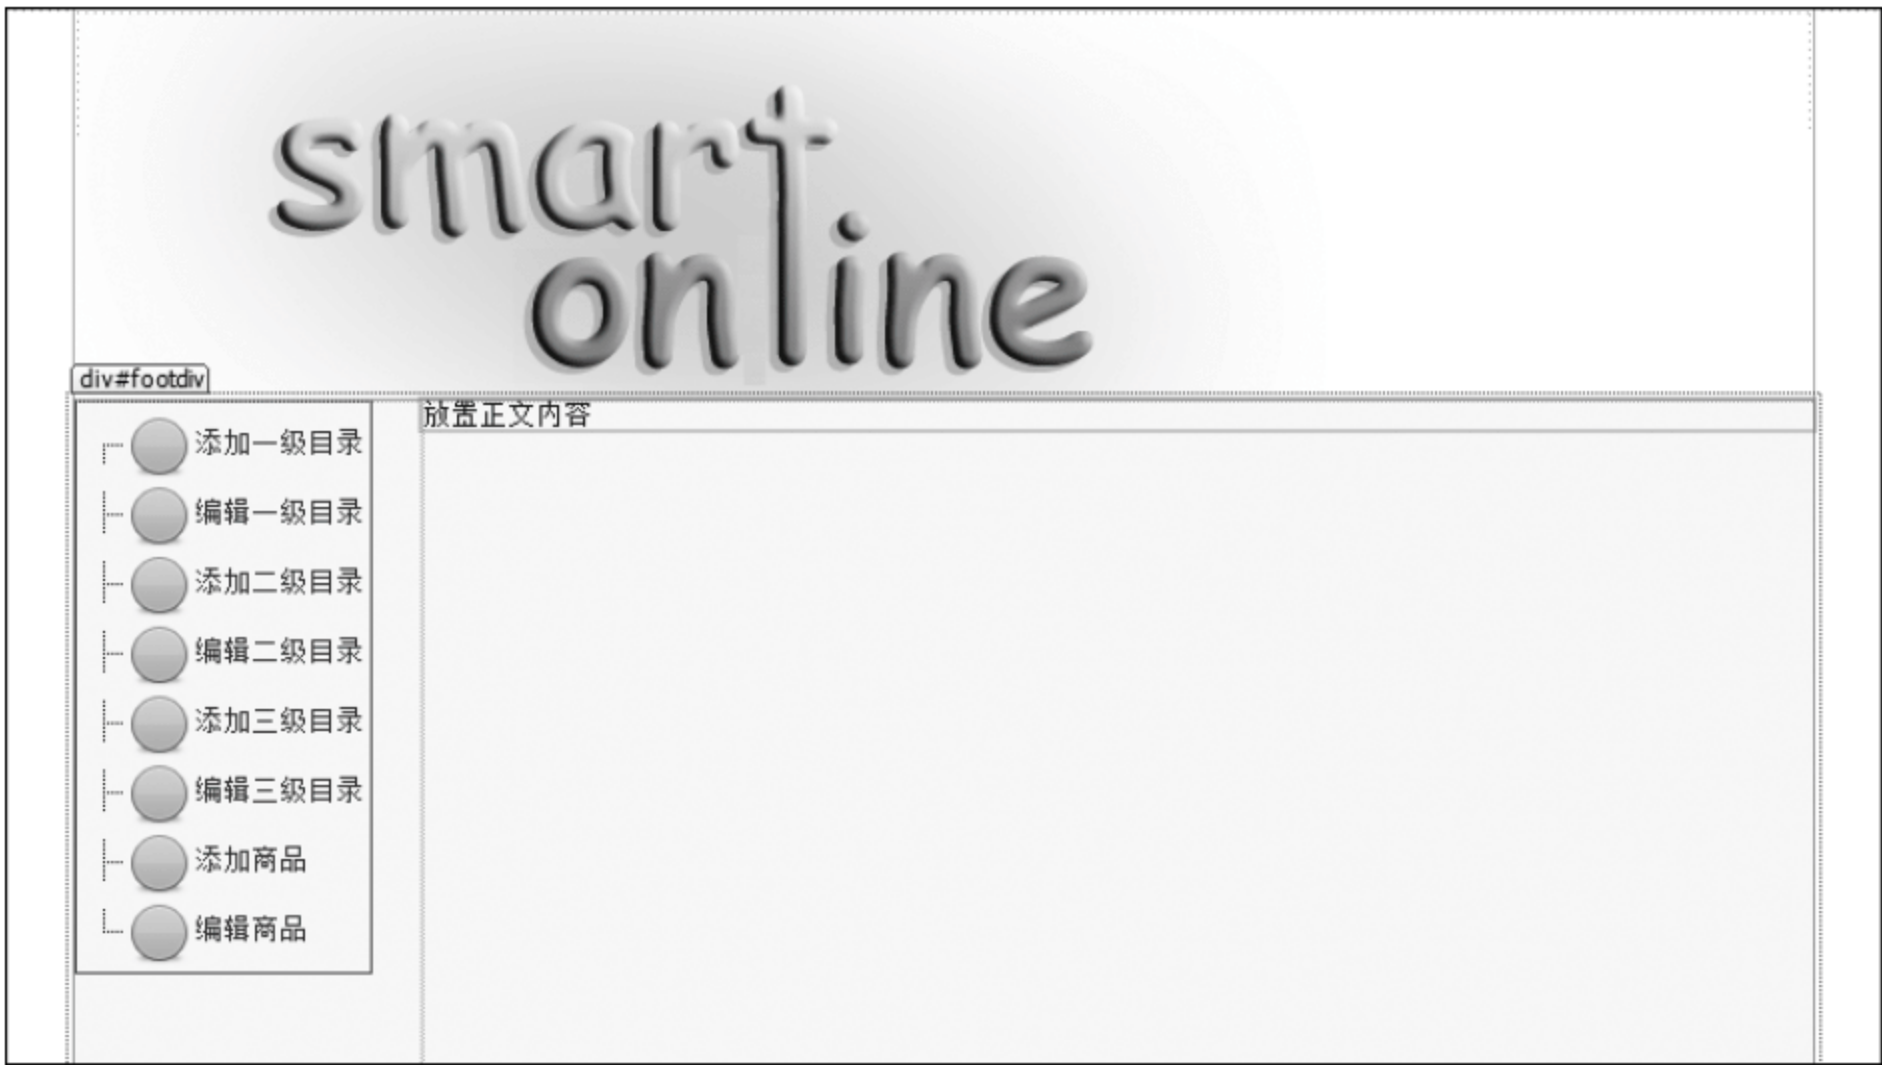 smart
online
div#footdiv
放置正文内容
添加一级目录
编辑一级目录
添加二级目录
编辑二级目录
添加三级目录
编辑三级目录
添加商品
编辑商品